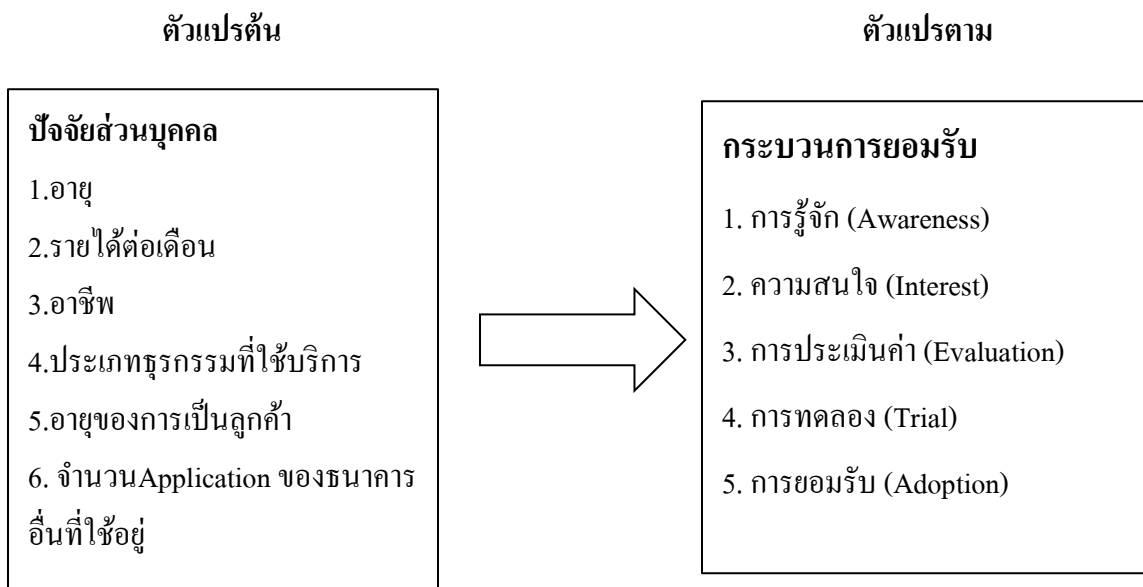 ตัวแปรต้น
ตัวแปรตาม
ปัจจัยส่วนบุคคล
1.อายุ
2.รายได้ต่อเดือน
3.อาชีพ
4.ประเภทธุรกรรมที่ใช้บริการ
5.อายุของการเป็นลูกค้า
6. จำนวนApplication ของธนาคาร
อื่นที่ใช้อยู่
กระบวนการยอมรับ
1. การรู้จัก (Awareness)
2. ความสนใจ (Interest)
3. การประเมินค่า (Evaluation)
4. การทดลอง (Trial)
5. การยอมรับ (Adoption)